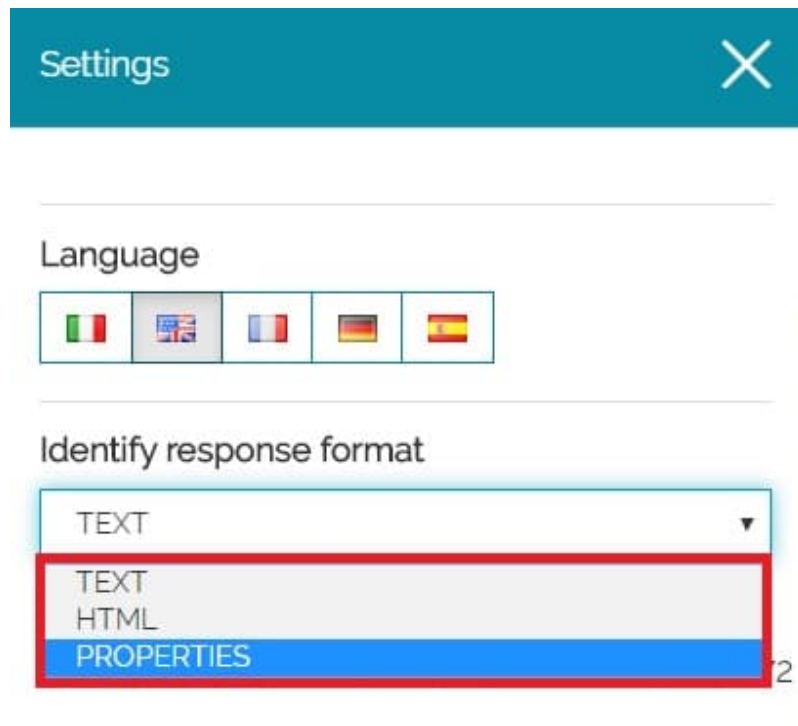 Settings
Language
Identify response format
TEXT
TEXT
HTML
PROPERTIES